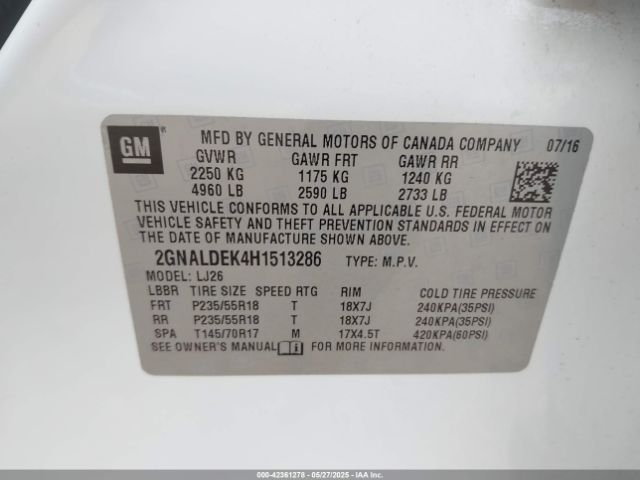 GM ® MFD BY GENERAL MOTORS OF CANADA COMPANY 07/16
GVWR GAWR FRT GAWR RR
2250 KG 1175 KG 1240 KG
4960 LB 2590 LB 2733 LB
THIS VEHICLE CONFORMS TO ALL APPLICABLE U.S. FEDERAL MOTOR
VEHICLE SAFETY AND THEFT PREVENTION STANDARDS IN EFFECT ON
THE DATE OF MANUFACTURE SHOWN ABOVE.
2GNALDEK4H1513286 TYPE: M.P.V.
MODEL: LJ26
LBBR TIRE SIZE SPEED RTG RIM COLD TIRE PRESSURE
FRT P235/55R18 T 18X7J 240KPA(35PSI)
RR P235/55R18 T 18X7J 240KPA(35PSI)
SPA T145/70R17 M 17X4.5T 420KPA(60PSI)
SEE OWNER'S MANUAL i FOR MORE INFORMATION.
000-42361278 - 05/27/2025 - IAAI.COM COPART